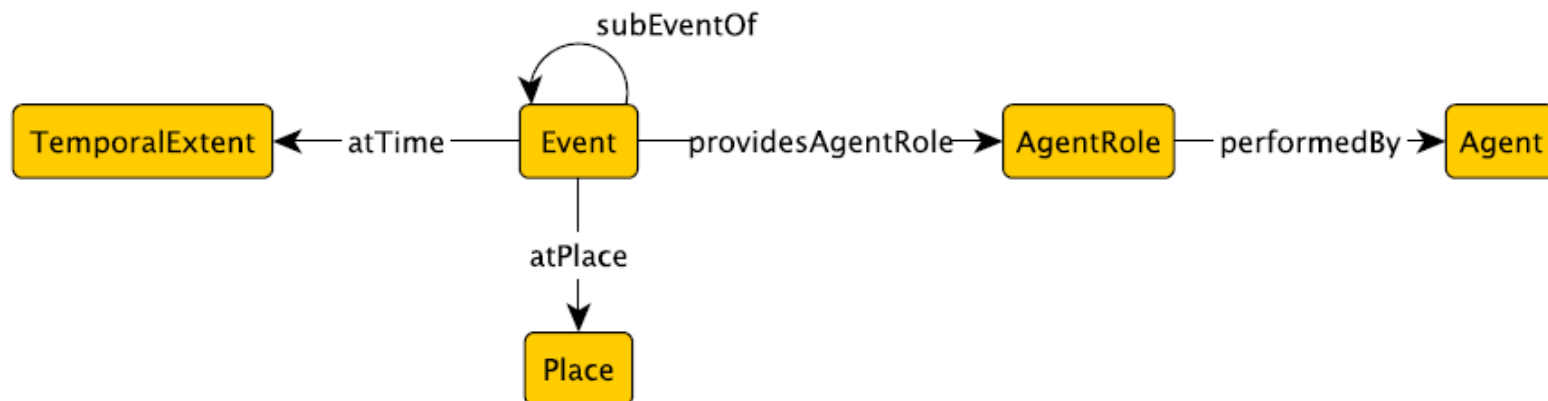 subEventOf
TemporalExtent atTime Event providesAgentRole AgentRole performedBy Agent
atPlace
Place